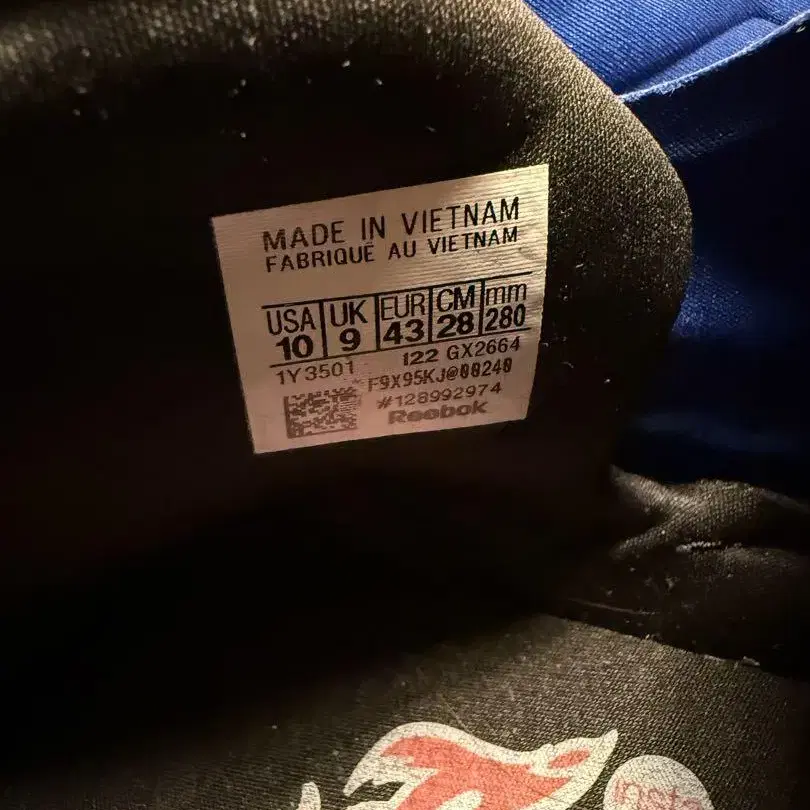 MADE IN VIETNAM
FABRIQUÉ AU VIETNAM
USA UK EUR CM mm
10 9 43 28 280
1Y3501 122 GX2664
F9X95KJ@00240
#128992974
Reebok